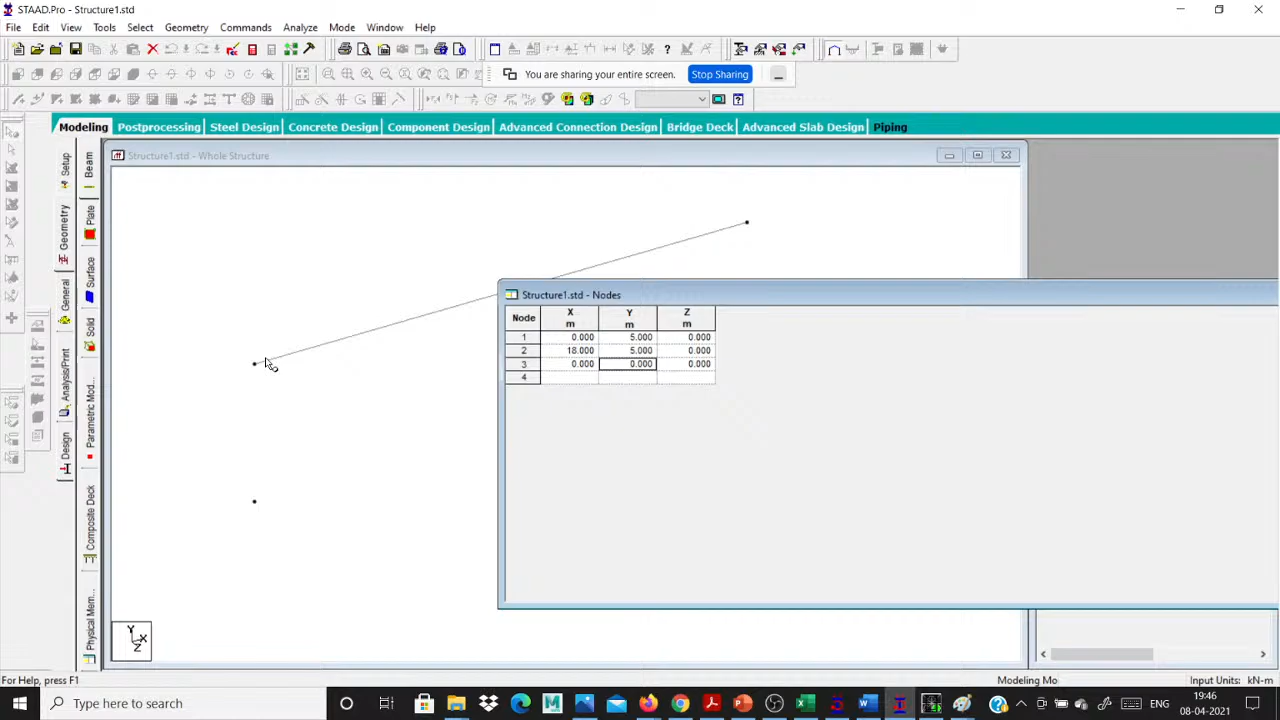 STAAD.Pro - Structure1.std
File Edit View Tools Select Geometry Commands Analyze Mode Window Help
You are sharing your entire screen. Stop Sharing
Modeling Postprocessing Steel Design Concrete Design Component Design Advanced Connection Design Bridge Deck Advanced Slab Design Piping
Structure1.std - Whole Structure
Setup
Geometry
General
Analysis/Print
Design
Beam
Plate
Surface
Solid
Parametric Mod...
Composite Deck
Physical Mem...
Structure1.std - Nodes
Node X m Y m Z m
1 0.000 5.000 0.000
2 18.000 5.000 0.000
3 0.000 0.000 0.000
4
Y X Z
For Help, press F1 Modeling Mo Input Units: kN-m
Type here to search ENG 19:46
08-04-2021